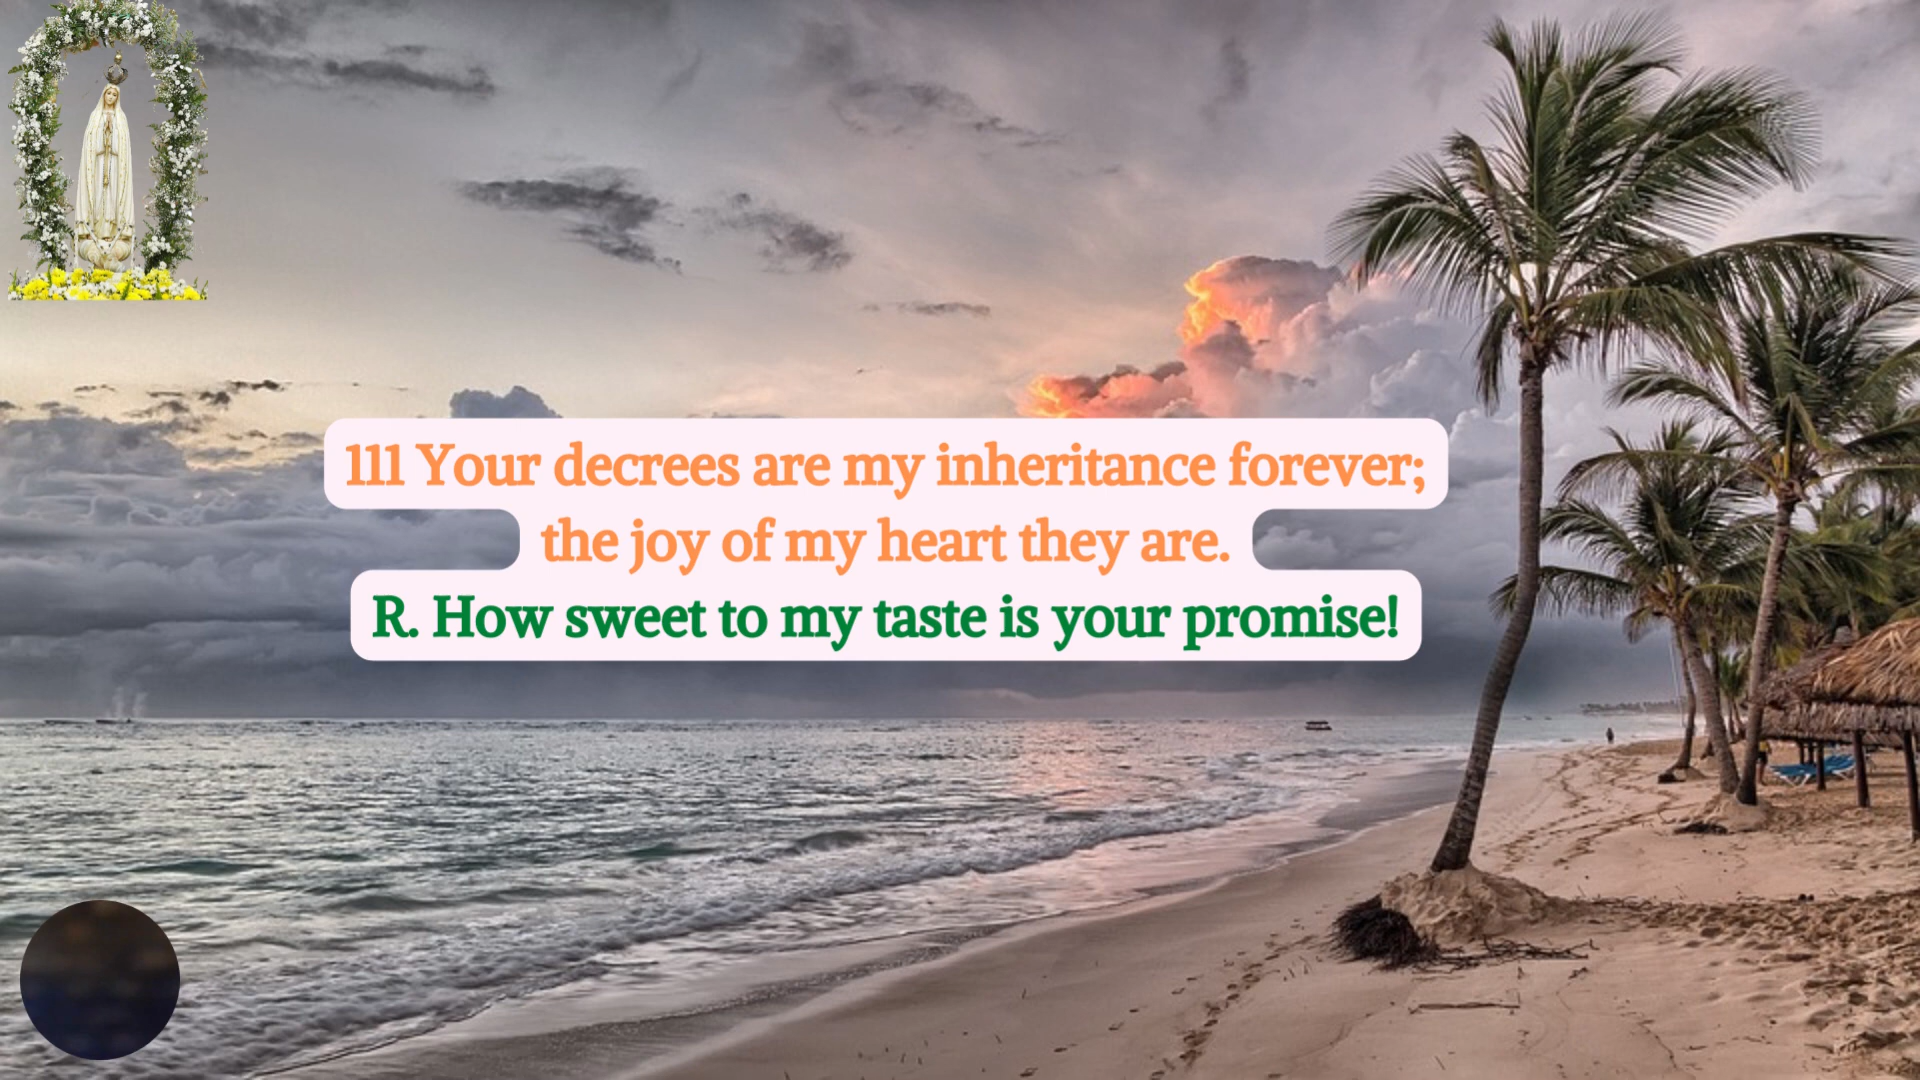 111 Your decrees are my inheritance forever;
the joy of my heart they are.
R. How sweet to my taste is your promise!